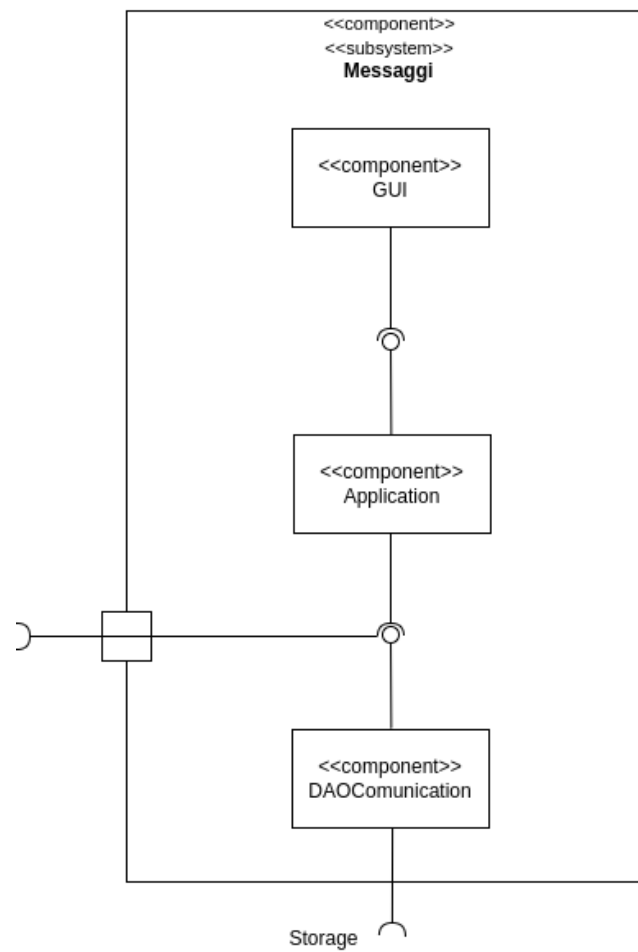 <<component>>
<<subsystem>>
Messaggi
<<component>>
GUI
<<component>>
Application
<<component>>
DAOComunication
Storage